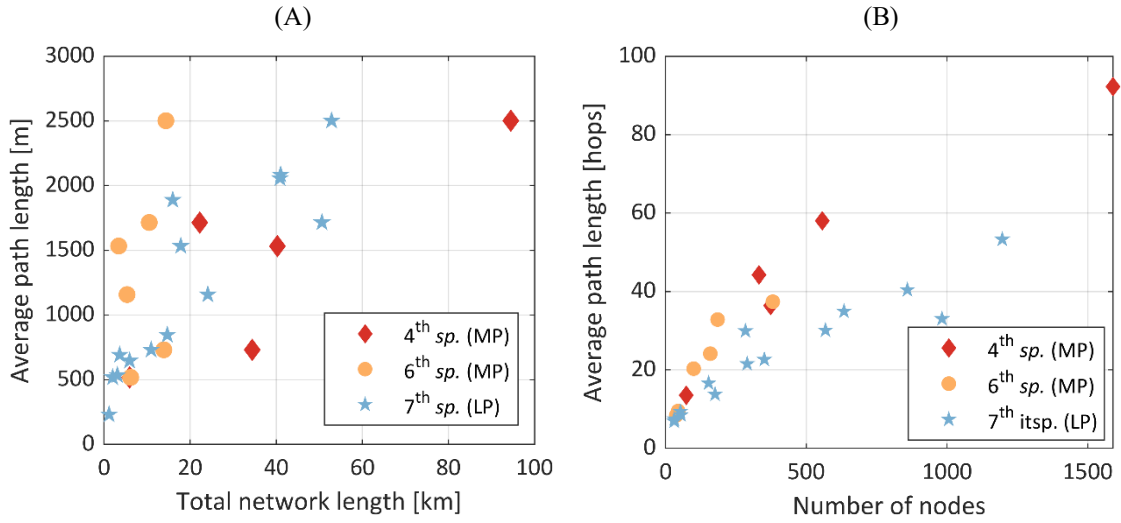 (A)
Average path length [m]
3000
2500
2000
1500
1000
500
0
0 20 40 60 80 100
Total network length [km]
4th sp. (MP)
6th sp. (MP)
7th sp. (LP)
(B)
Average path length [hops]
100
80
60
40
20
0
0 500 1000 1500
Number of nodes
4th sp. (MP)
6th sp. (MP)
7th itsp. (LP)